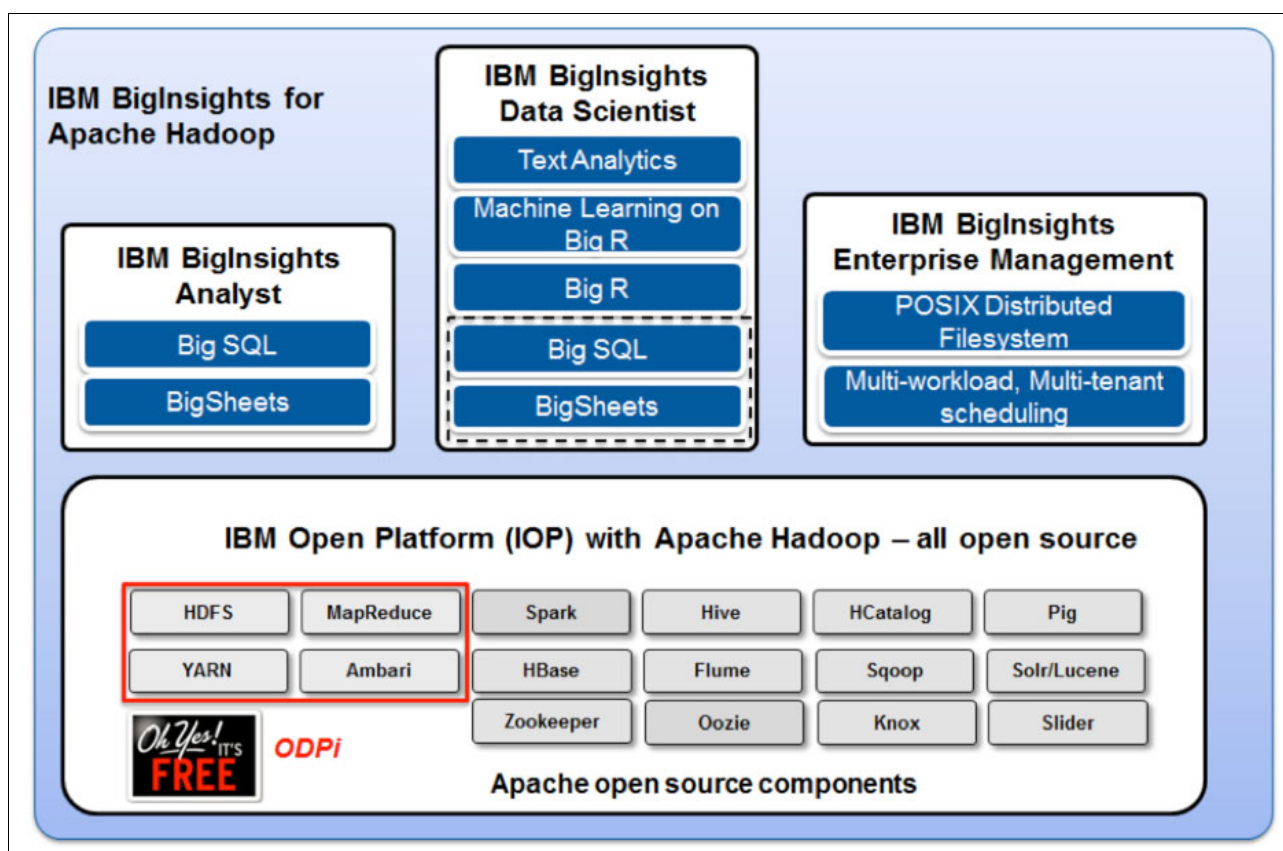 IBM BigInsights for
Apache Hadoop
IBM BigInsights
Analyst
Big SQL
BigSheets
IBM BigInsights
Data Scientist
Text Analytics
Machine Learning on
Big R
Big R
Big SQL
BigSheets
IBM BigInsights
Enterprise Management
POSIX Distributed
Filesystem
Multi-workload, Multi-tenant
scheduling
IBM Open Platform (IOP) with Apache Hadoop – all open source
HDFS MapReduce Spark Hive HCatalog Pig
YARN Ambari HBase Flume Sqoop Solr/Lucene
Zookeeper Oozie Knox Slider
Oh Yes! IT'S
FREE
ODPi
Apache open source components